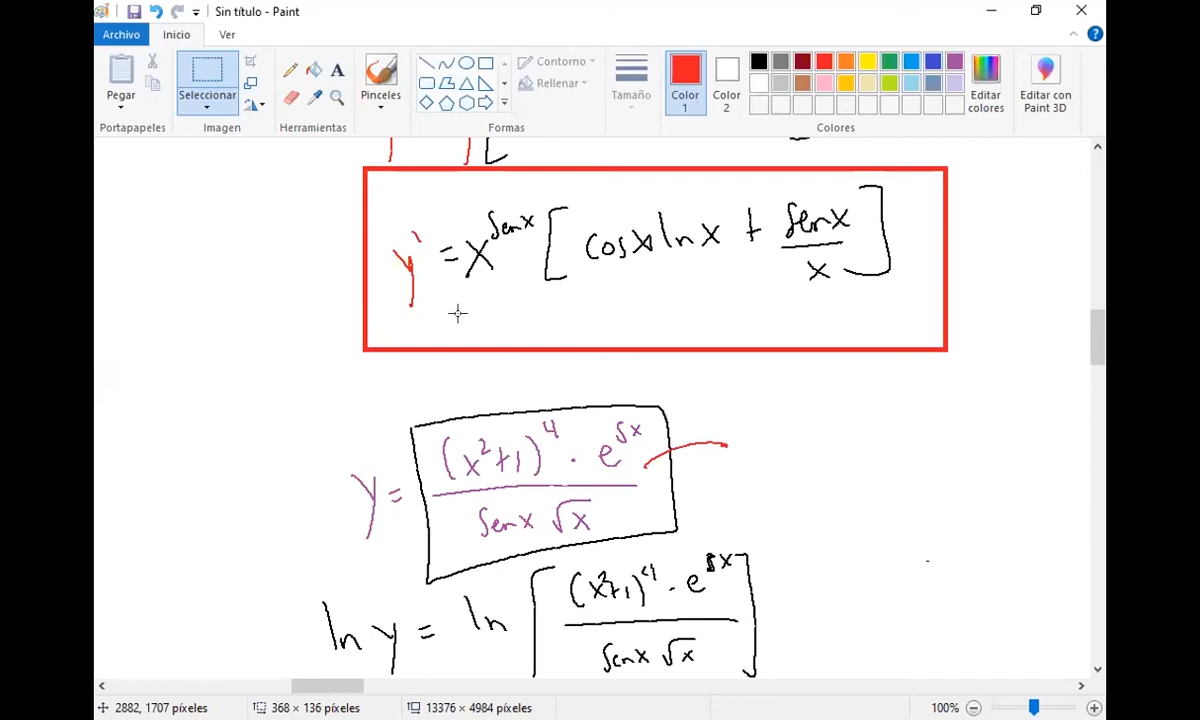 Sin título - Paint
Archivo Inicio Ver
Pegar Seleccionar A Pinceles Contorno Rellenar Tamaño Color 1 Color 2 Editar colores Editar con Paint 3D
Portapapeles Imagen Herramientas Formas Colores
y' = x^senx [ cosx lnx + senx/x ]
y = (x²+1)⁴ · e^5x / senx √x
ln y = ln [ (x²+1)⁴ · e^5x / senx √x ]
2882, 1707 píxeles 368 × 136 píxeles 13376 × 4984 píxeles 100%